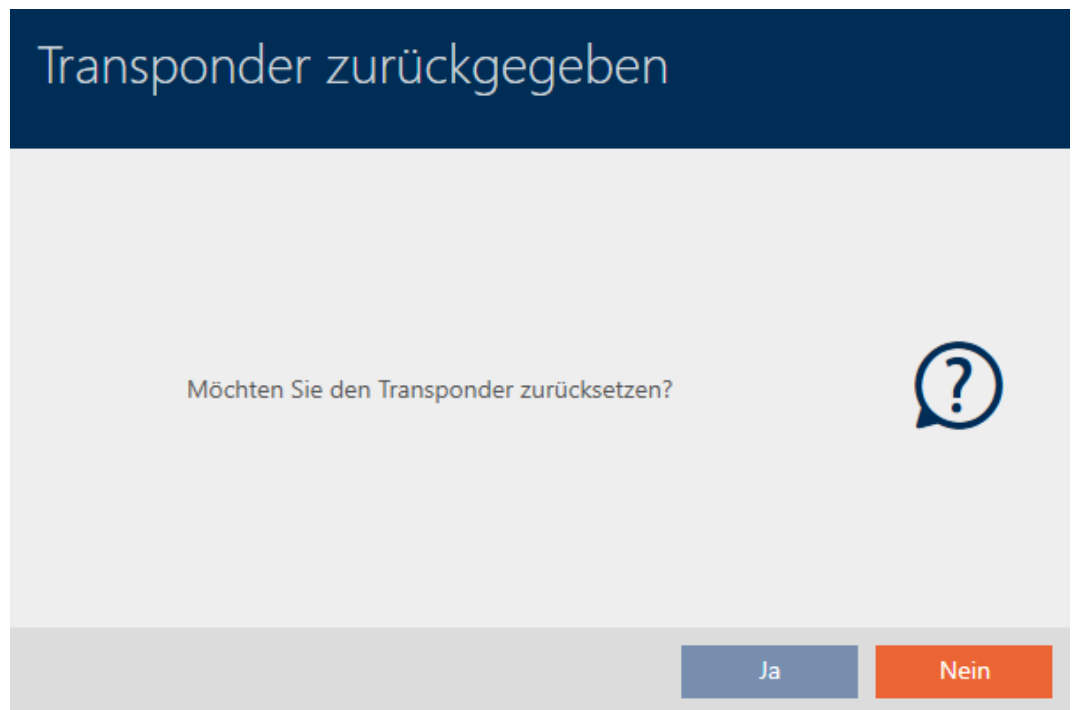 Transponder zurückgegeben
Möchten Sie den Transponder zurücksetzen?
?
Ja
Nein